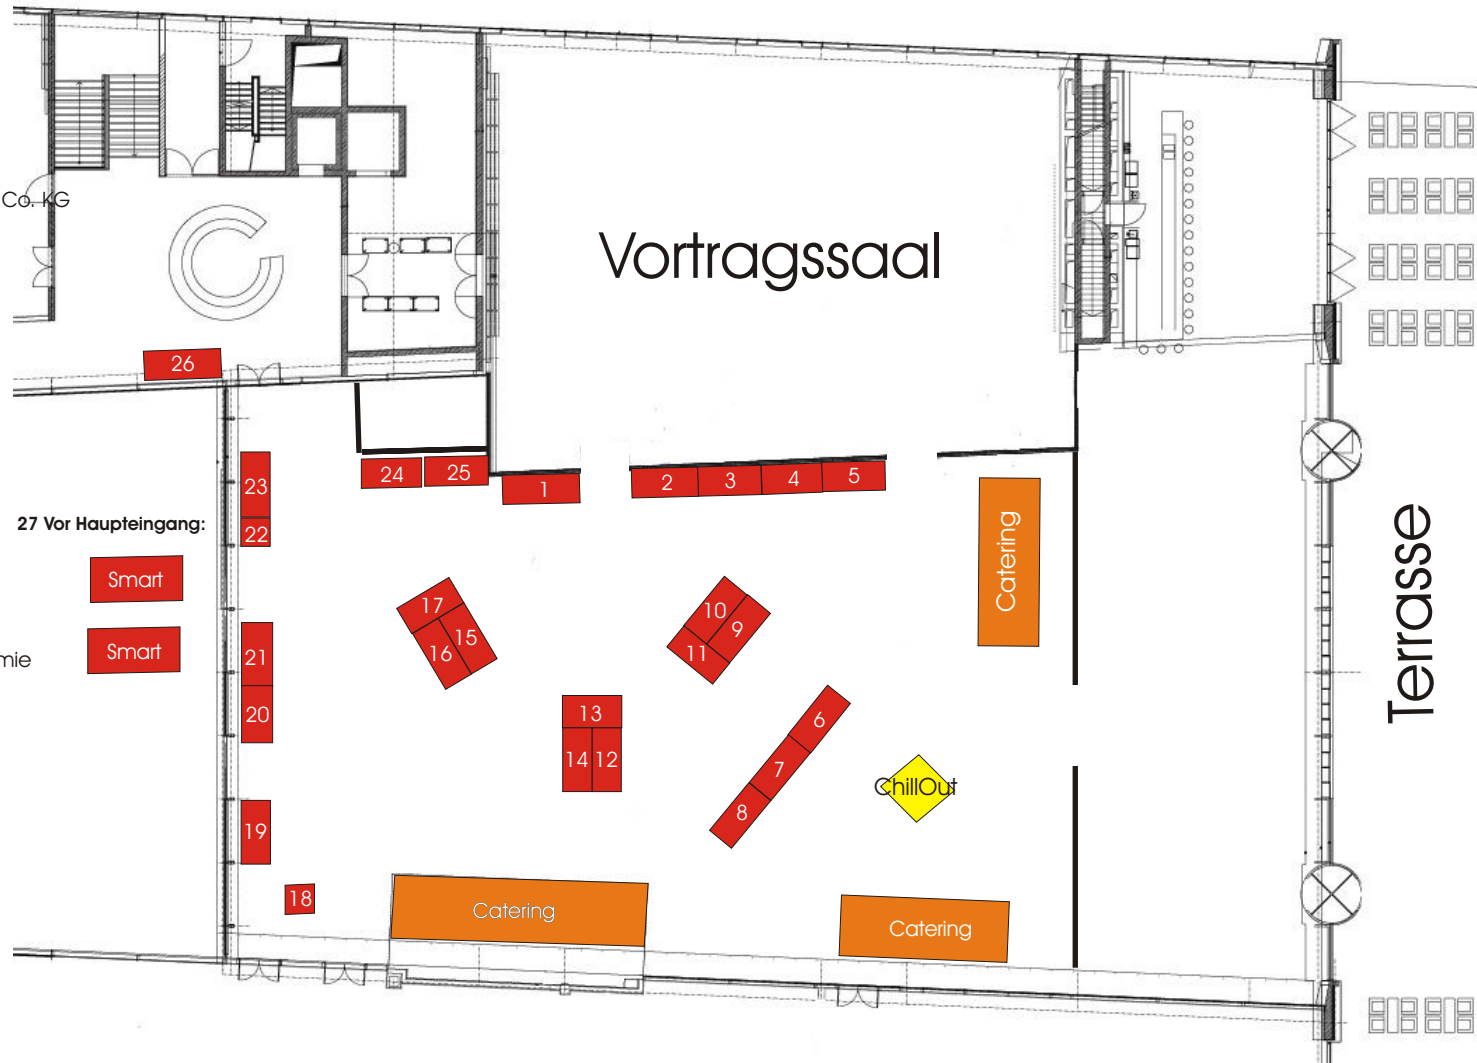 Co. KG
Vortragssaal
26
24
25
1
2
3
4
5
23
22
27 Vor Haupteingang:
Smart
Smart
mie
Catering
Terrasse
17
15
16
10
9
11
21
20
13
14
12
6
7
8
ChillOut
19
18
Catering
Catering